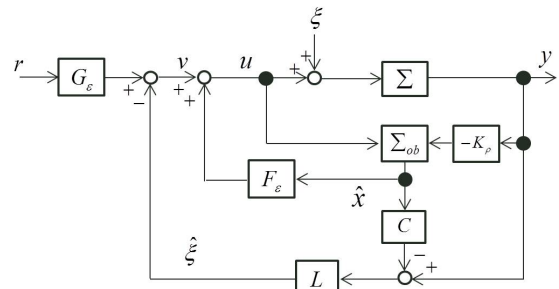 ξ
r G_ε + − v + + u + + Σ y
Σ_ob −K_ρ
F_ε x̂
C
ξ̂ L − +